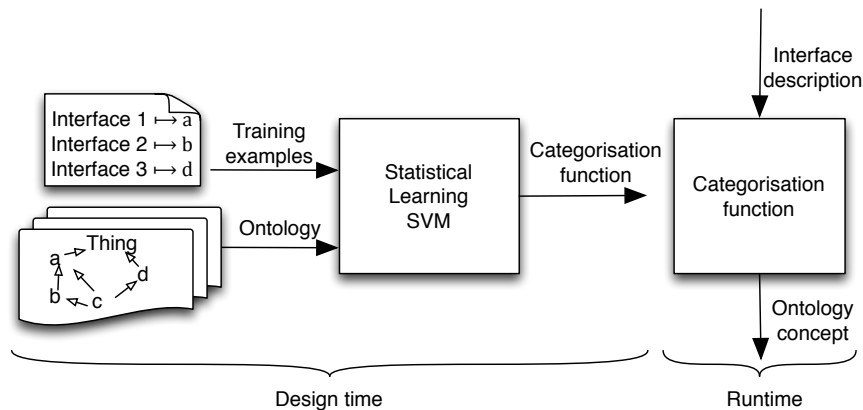 Interface 1 ↦ a
Interface 2 ↦ b
Interface 3 ↦ d
Training
examples
Thing
a
d
b
c
Ontology
Statistical
Learning
SVM
Categorisation
function
Interface
description
Categorisation
function
Ontology
concept
Design time
Runtime